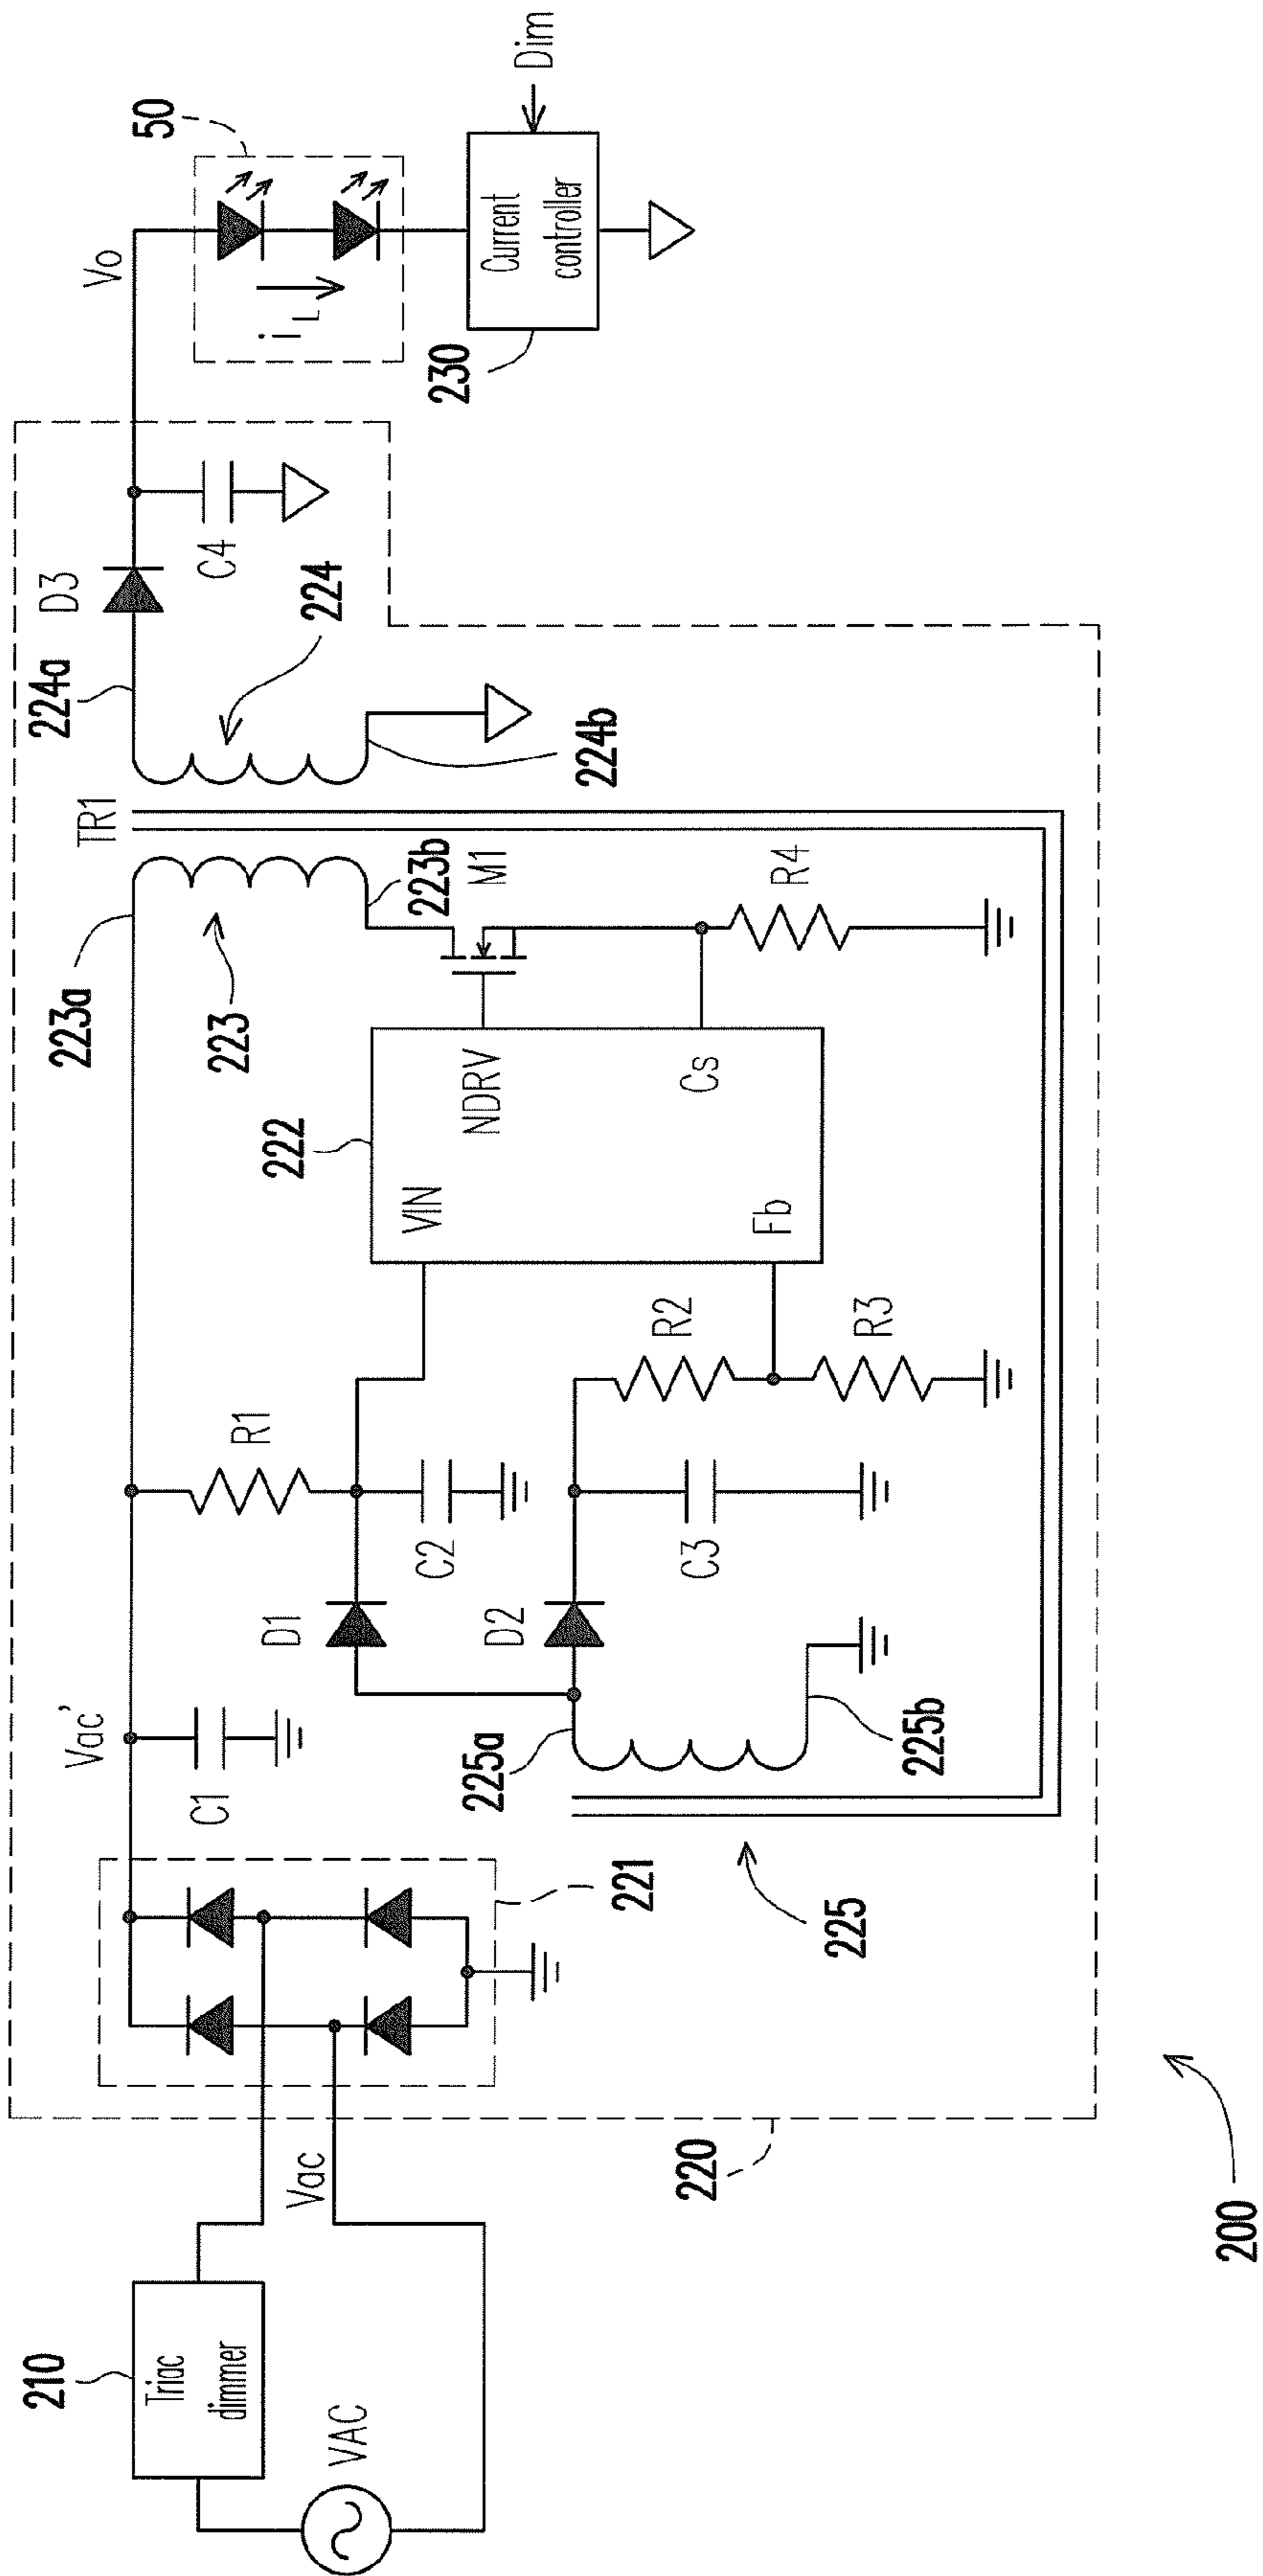 210
Triac
dimmer
VAC
Vac
220
200
221
Vac'
C1
D1
R1
C2
225a
225
225b
D2
C3
R2
R3
222
VIN
NDRV
Fb
Cs
223a
223
223b
M1
R4
TR1
224a
224
224b
D3
C4
Vo
50
iL
230
Current
controller
Dim